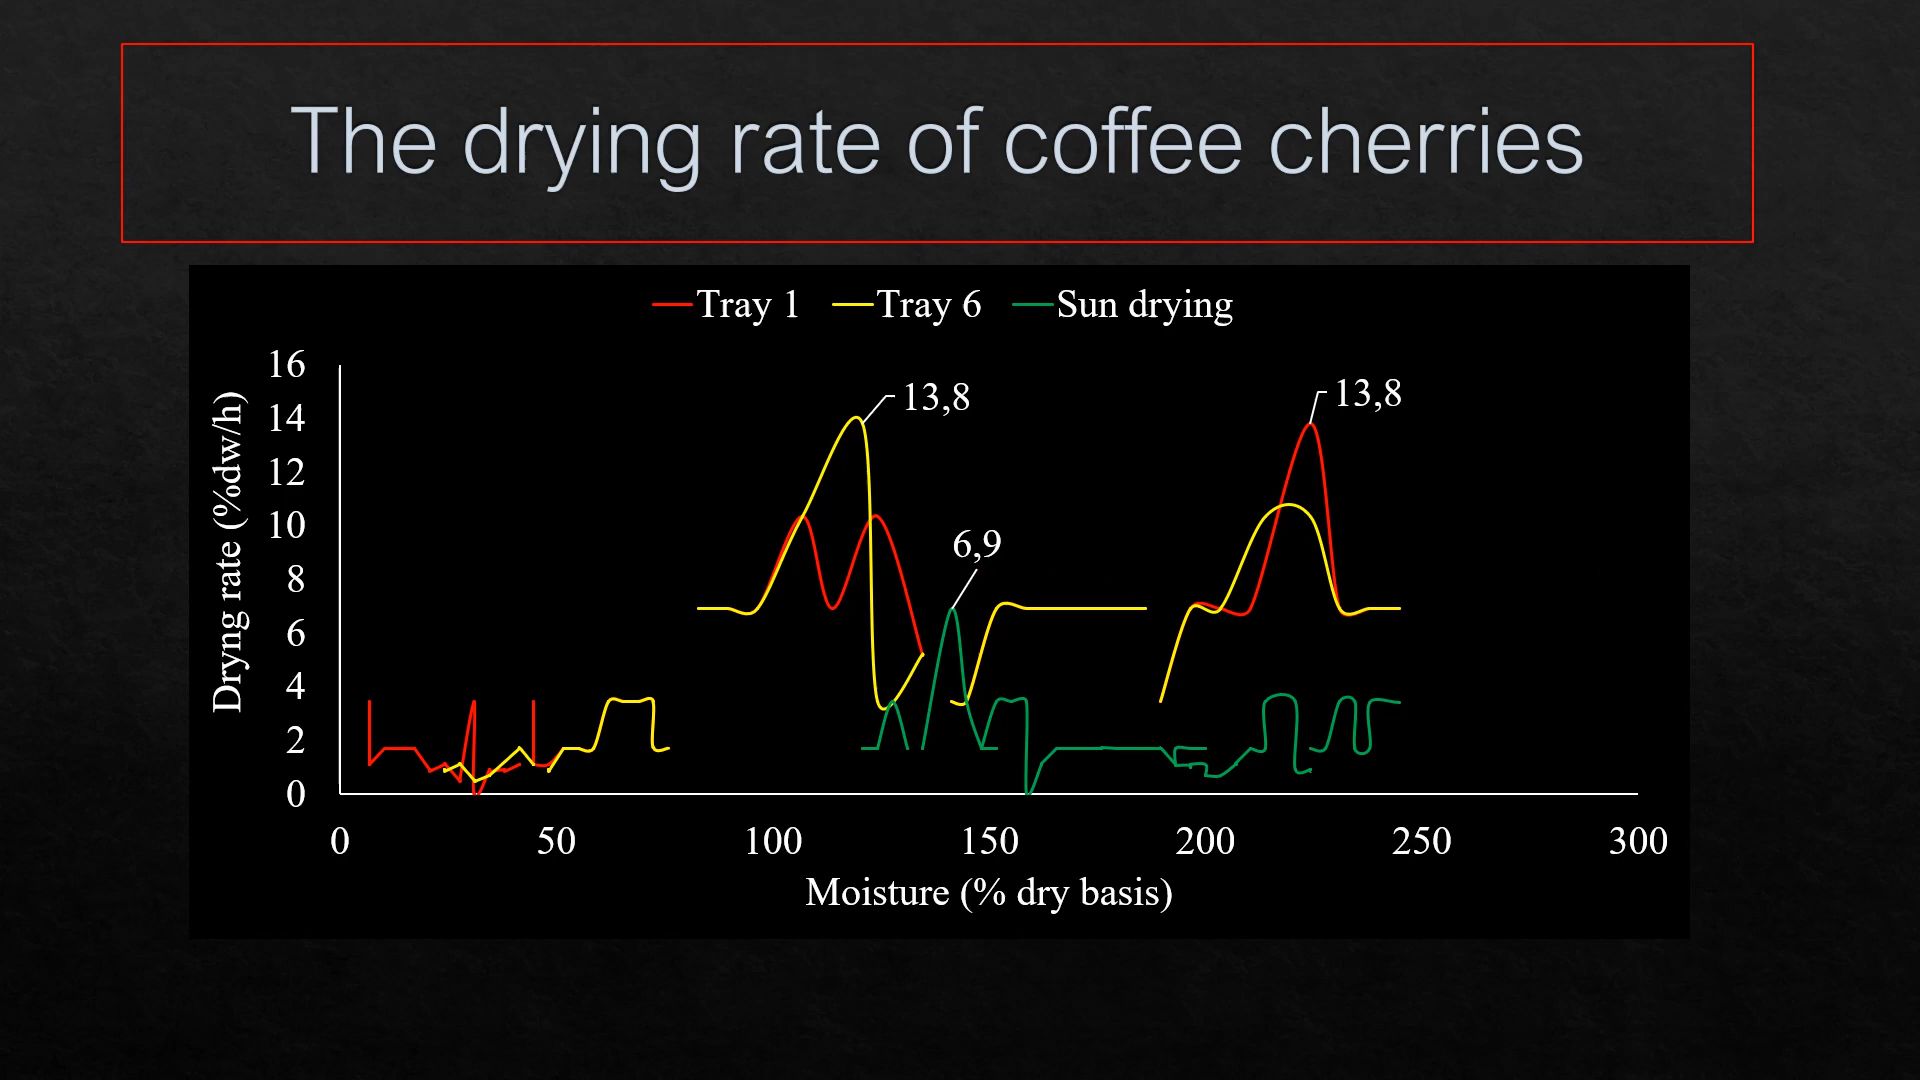 The drying rate of coffee cherries
Tray 1 Tray 6 Sun drying
16
14
12
10
8
6
4
2
0
Dryng rate (%dw/h)
13,8
13,8
6,9
0 50 100 150 200 250 300
Moisture (% dry basis)